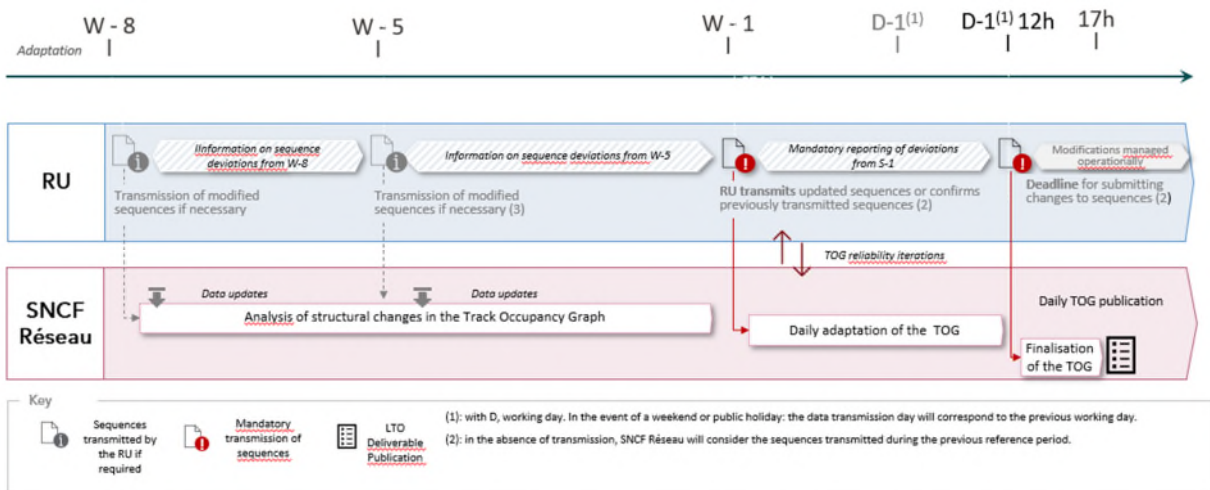 W - 8
W - 5
W - 1
D-1(1)
D-1(1) 12h
17h
Adaptation
RU
IInformation on sequence
deviations from W-8
Information on sequence deviations from W-5
Mandatory reporting of deviations
from S-1
Modifications managed
operationally
Transmission of modified
sequences if necessary
Transmission of modified
sequences if necessary (3)
RU transmits updated sequences or confirms
previously transmitted sequences (2)
Deadline for submitting
changes to sequences (2)
TOG reliability iterations
SNCF
Réseau
Data updates
Data updates
Analysis of structural changes in the Track Occupancy Graph
Daily adaptation of the TOG
Daily TOG publication
Finalisation
of the TOG
Key
Sequences
transmitted by
the RU if
required
Mandatory
transmission of
sequences
LTO
Deliverable
Publication
(1): with D, working day. In the event of a weekend or public holiday: the data transmission day will correspond to the previous working day.
(2): in the absence of transmission, SNCF Réseau will consider the sequences transmitted during the previous reference period.